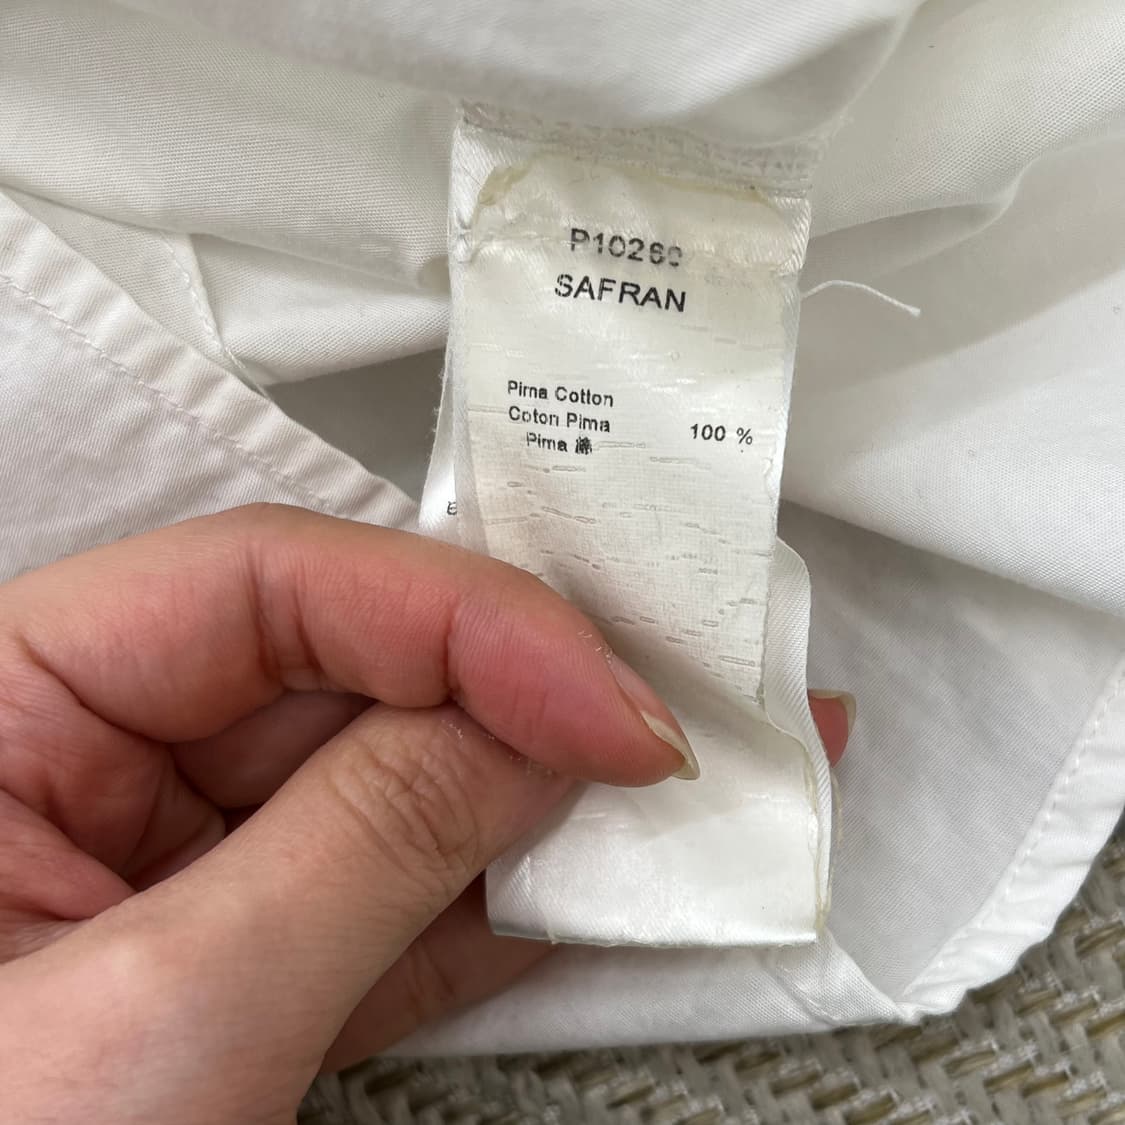 P10260
SAFRAN
Pima Cotton
Coton Pima
100 %
Pima 綿